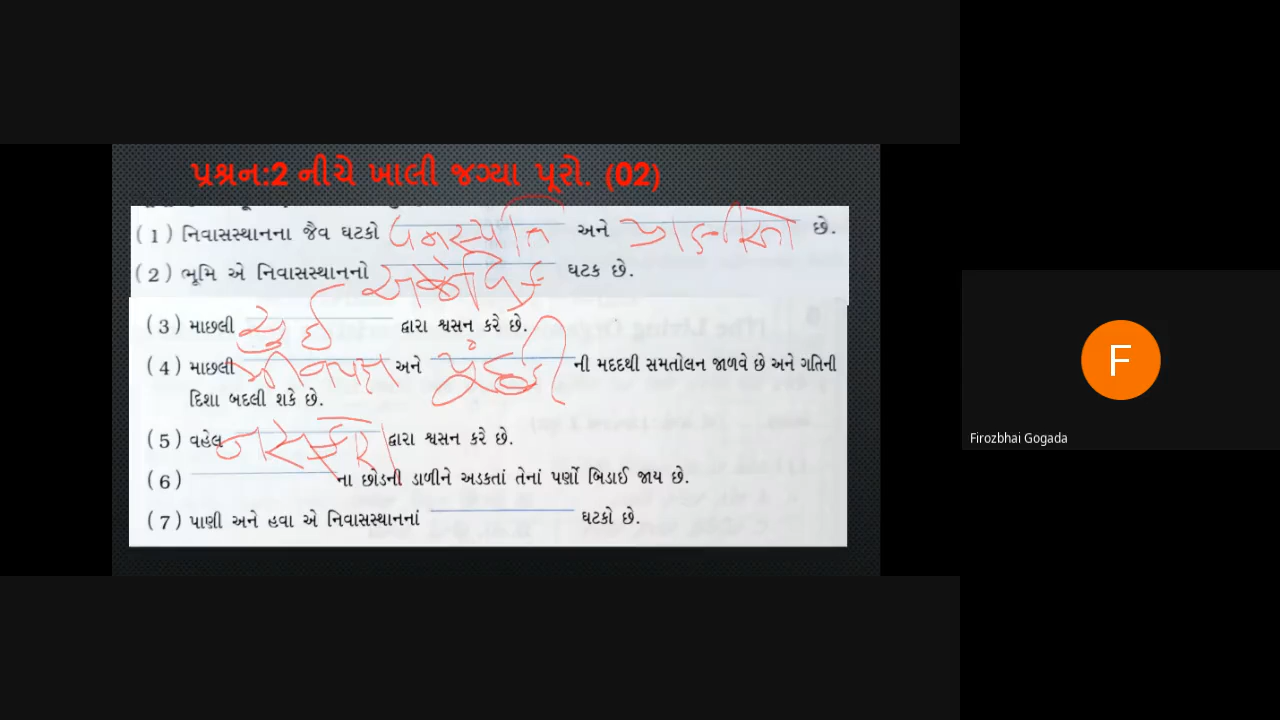 પ્રશ્રન:2 નીચે ખાલી જગ્યા પૂરો. (02)
(1) નિવાસસ્થાનના જૈવ ઘટકો વનસ્પતિ અને છે.
(2) ભૂમિ એ નિવાસસ્થાનનો અજૈવિક ઘટક છે.
(3) માછલી ચુઈ દ્વારા શ્વસન કરે છે.
(4) માછલી મીનપક્ષ અને પૂંછડી ની મદદથી સમતોલન જાળવે છે અને ગતિની
દિશા બદલી શકે છે.
(5) વહેલ દ્વારા શ્વસન કરે છે.
(6) ના છોડની ડાળીને અડકતાં તેનાં પર્ણો બિડાઈ જાય છે.
(7) પાણી અને હવા એ નિવાસસ્થાનનાં ઘટકો છે.
F
Firozbhai Gogada